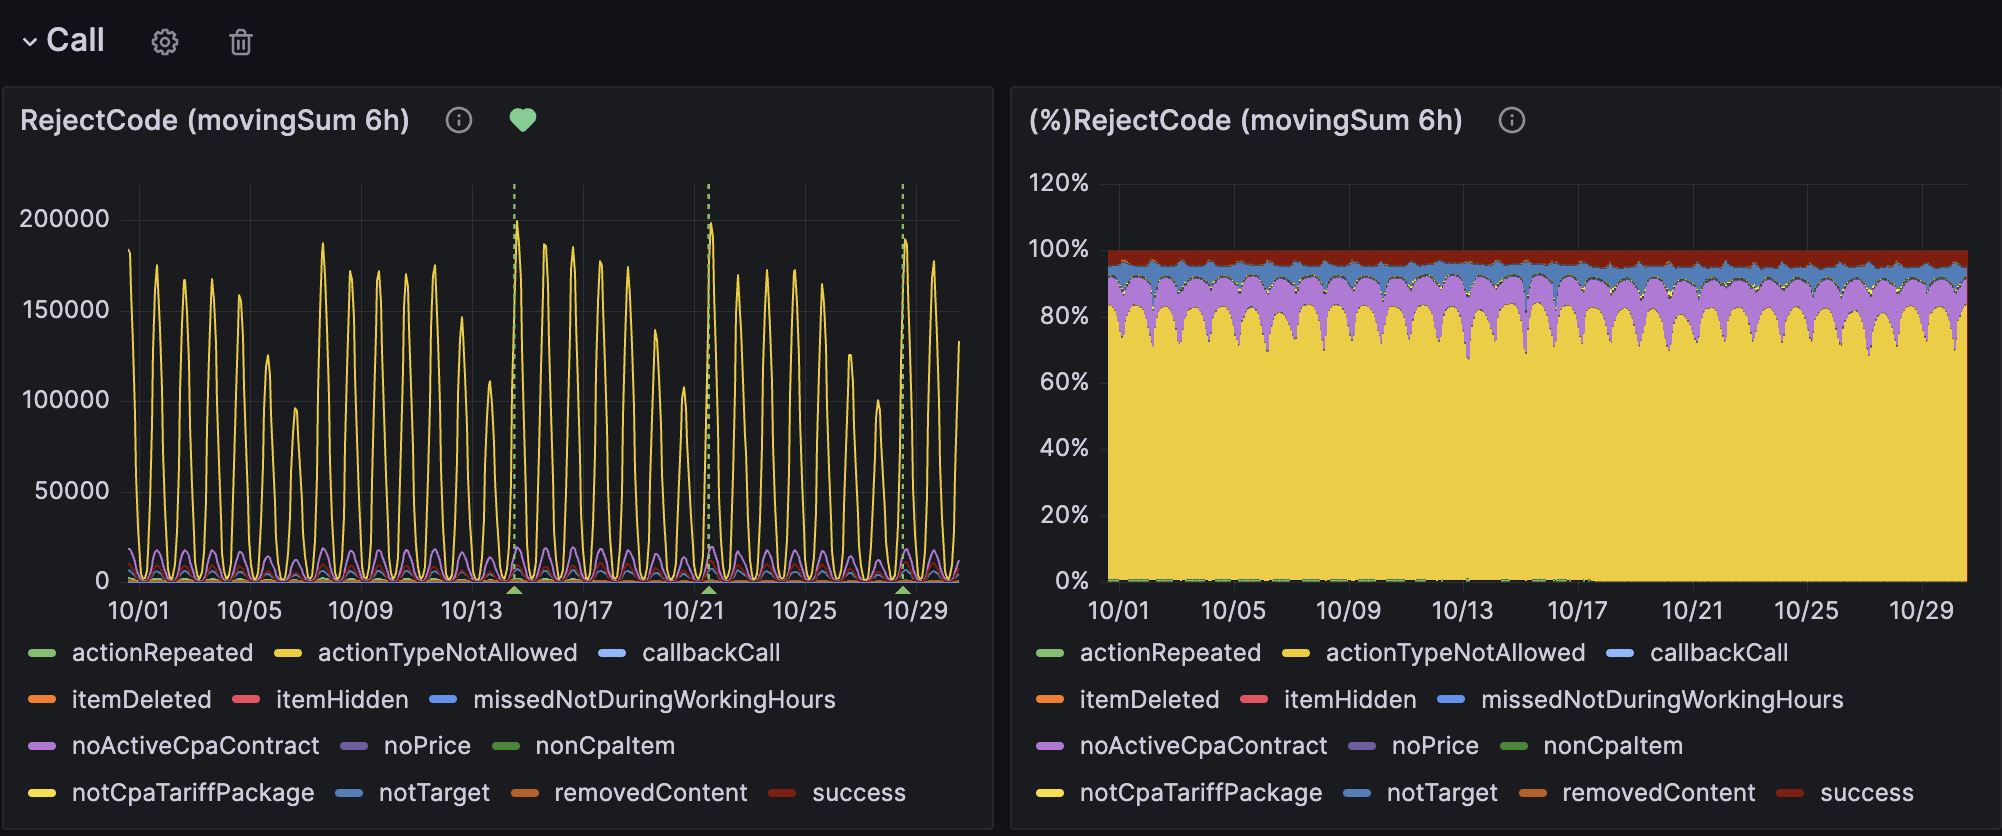 Call
RejectCode (movingSum 6h)
200000
150000
100000
50000
0
10/01 10/05 10/09 10/13 10/17 10/21 10/25 10/29
actionRepeated actionTypeNotAllowed callbackCall
itemDeleted itemHidden missedNotDuringWorkingHours
noActiveCpaContract noPrice nonCpaItem
notCpaTariffPackage notTarget removedContent success
(%)RejectCode (movingSum 6h)
120%
100%
80%
60%
40%
20%
0%
10/01 10/05 10/09 10/13 10/17 10/21 10/25 10/29
actionRepeated actionTypeNotAllowed callbackCall
itemDeleted itemHidden missedNotDuringWorkingHours
noActiveCpaContract noPrice nonCpaItem
notCpaTariffPackage notTarget removedContent success